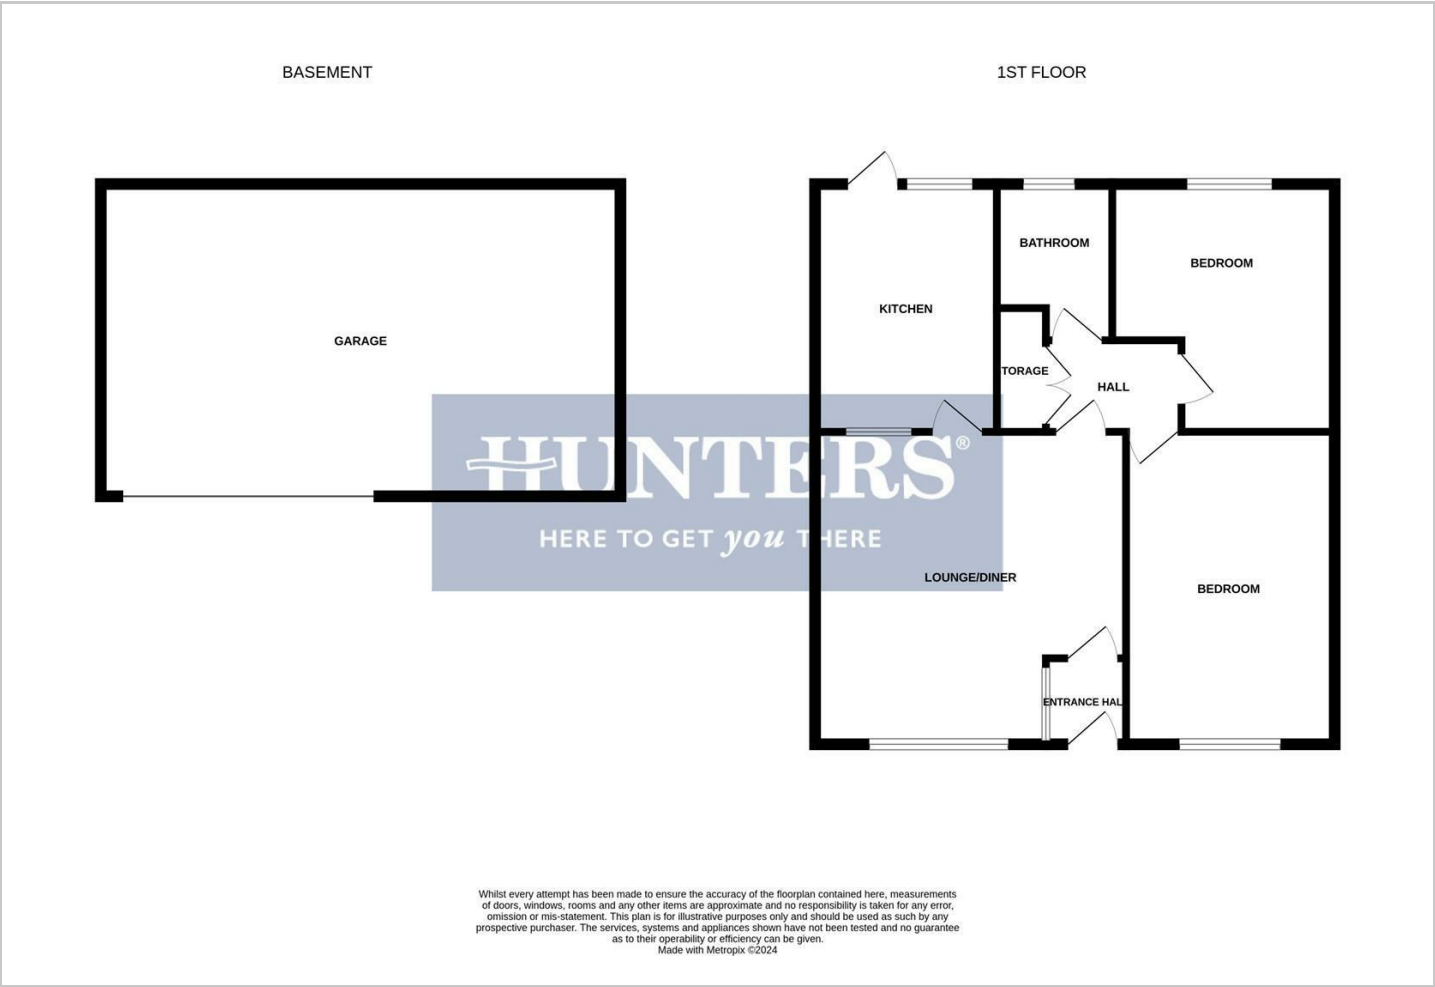 BASEMENT
1ST FLOOR
GARAGE
KITCHEN
BATHROOM
BEDROOM
TORAGE
HALL
HUNTERS®
HERE TO GET you THERE
LOUNGE/DINER
BEDROOM
ENTRANCE HAL
Whilst every attempt has been made to ensure the accuracy of the floorplan contained here, measurements
of doors, windows, rooms and any other items are approximate and no responsibility is taken for any error,
omission or mis-statement. This plan is for illustrative purposes only and should be used as such by any
prospective purchaser. The services, systems and appliances shown have not been tested and no guarantee
as to their operability or efficiency can be given.
Made with Metropix ©2024